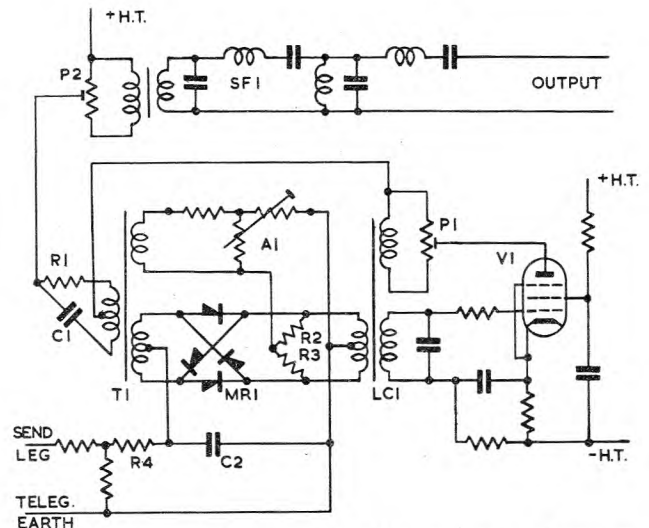 +H.T.
P2
SF1
OUTPUT
+H.T.
R1
C1
A1
P1
V1
R2
R3
T1
MR1
LC1
SEND
LEG
R4
C2
-H.T.
TELEG.
EARTH